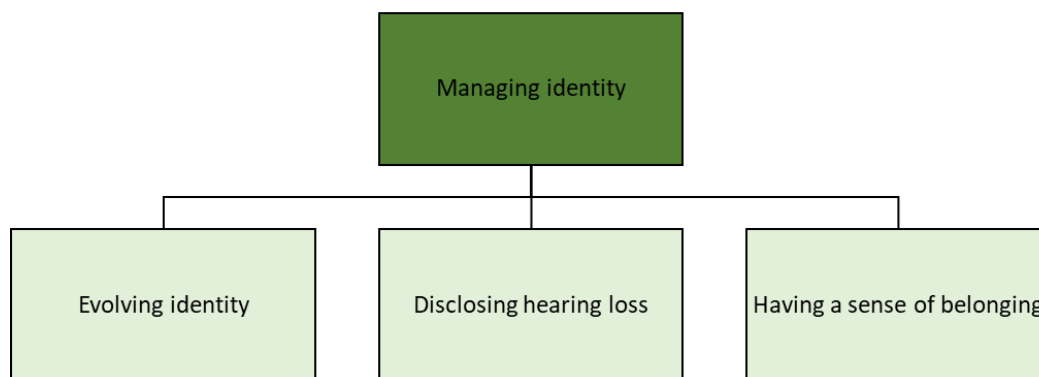 Managing identity
Evolving identity
Disclosing hearing loss
Having a sense of belonging